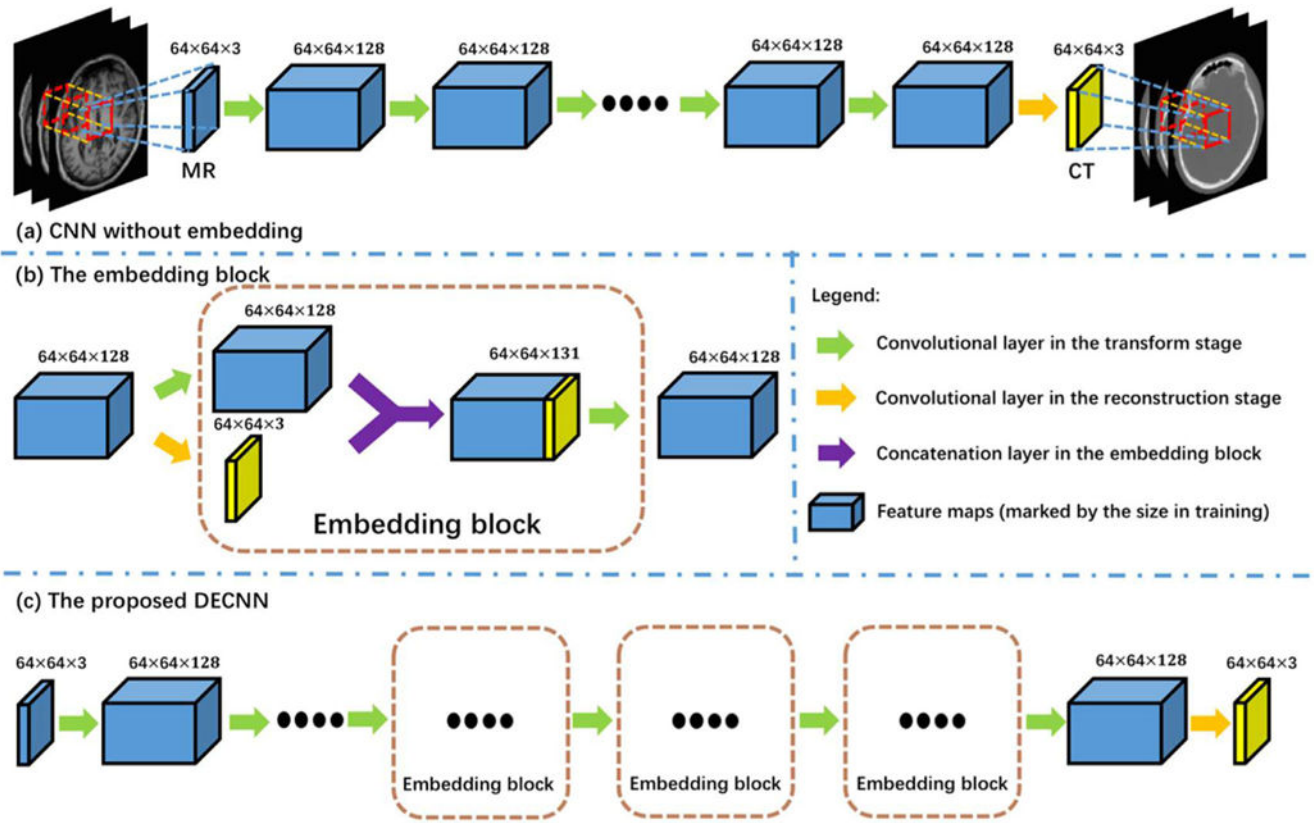 64×64×3
64×64×128
64×64×128
64×64×128
64×64×128
64×64×3
MR
CT
(a) CNN without embedding
(b) The embedding block
64×64×128
64×64×128
64×64×3
64×64×131
64×64×128
Embedding block
Legend:
Convolutional layer in the transform stage
Convolutional layer in the reconstruction stage
Concatenation layer in the embedding block
Feature maps (marked by the size in training)
(c) The proposed DECNN
64×64×3
64×64×128
64×64×128
64×64×3
Embedding block
Embedding block
Embedding block